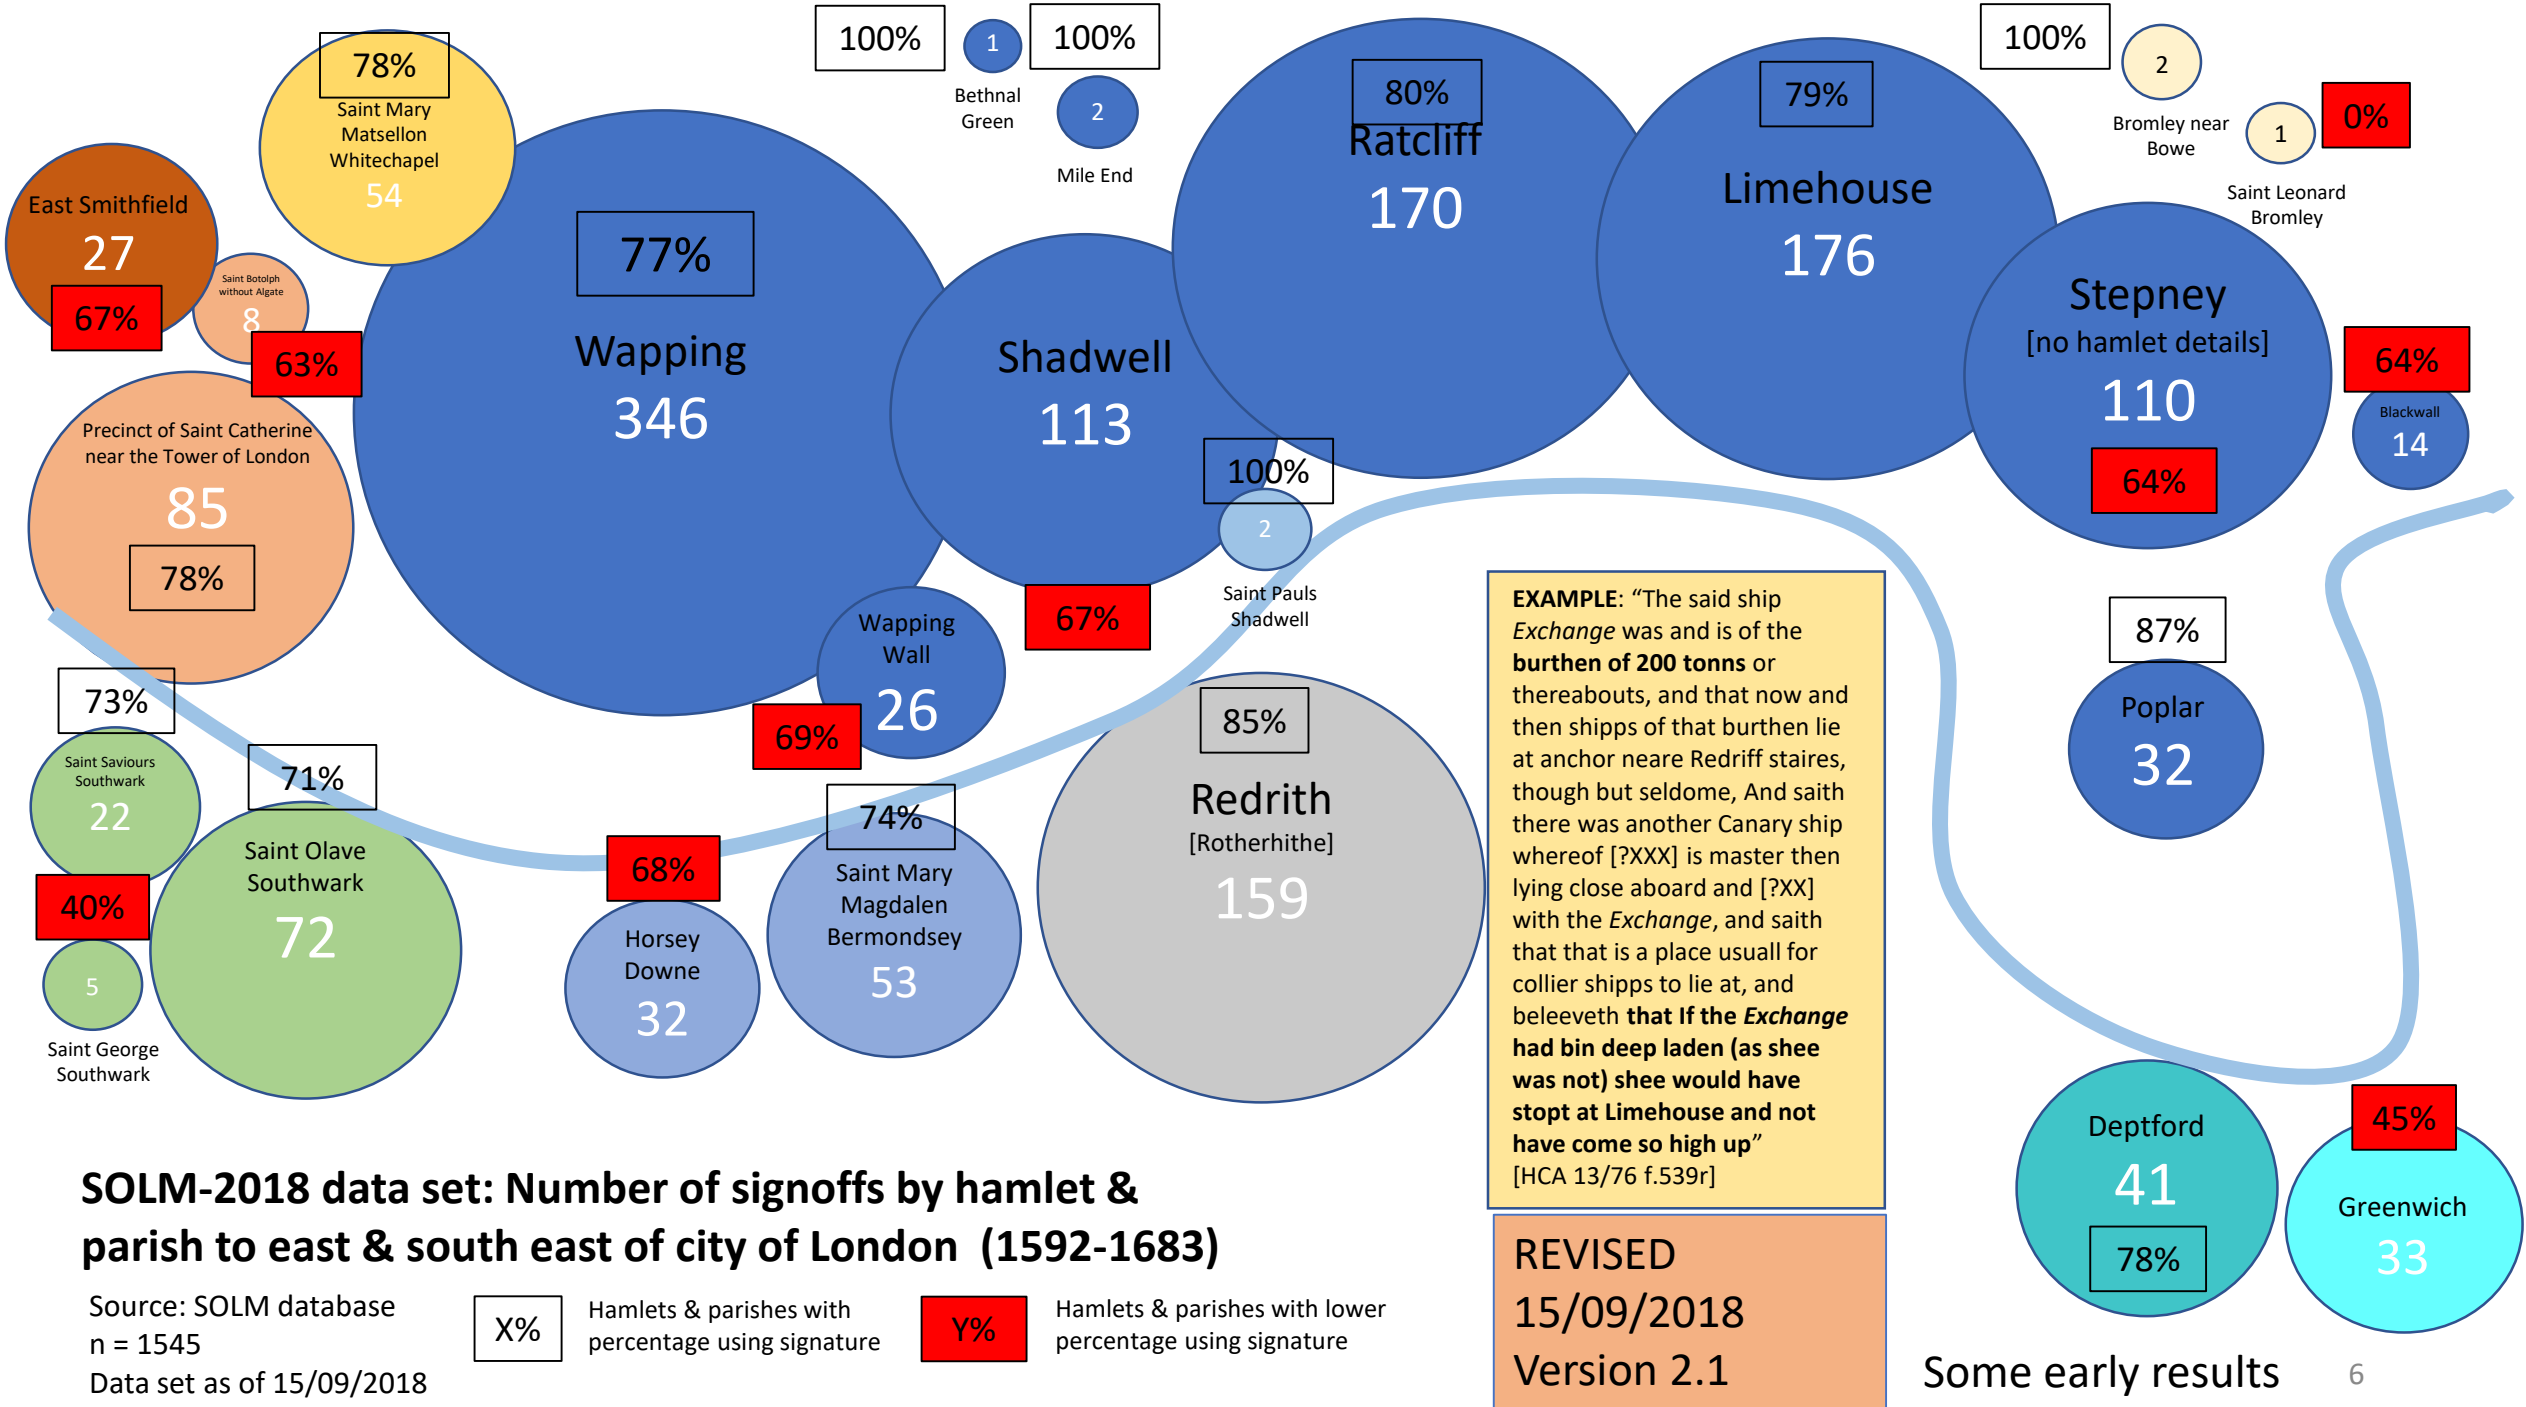 100%
1
Bethnal
Green
100%
2
Mile End
78%
Saint Mary
Matsellon
Whitechapel
54
80%
Ratcliff
170
79%
Limehouse
176
100%
2
Bromley near
Bowe
1
0%
Saint Leonard
Bromley
East Smithfield
27
67%
Saint Botolph
without Algate
8
63%
77%
Wapping
346
Shadwell
113
67%
100%
2
Saint Pauls
Shadwell
Stepney
[no hamlet details]
110
64%
64%
Blackwall
14
Precinct of Saint Catherine
near the Tower of London
85
78%
Wapping
Wall
26
69%
87%
Poplar
32
73%
Saint Saviours
Southwark
22
71%
Saint Olave
Southwark
72
40%
5
Saint George
Southwark
68%
Horsey
Downe
32
74%
Saint Mary
Magdalen
Bermondsey
53
85%
Redrith
[Rotherhithe]
159
EXAMPLE: “The said ship
Exchange was and is of the
burthen of 200 tonns or
thereabouts, and that now and
then shipps of that burthen lie
at anchor neare Redriff staires,
though but seldome, And saith
there was another Canary ship
whereof [?XXX] is master then
lying close aboard and [?XX]
with the Exchange, and saith
that that is a place usuall for
collier shipps to lie at, and
beleeveth that If the Exchange
had bin deep laden (as shee
was not) shee would have
stopt at Limehouse and not
have come so high up”
[HCA 13/76 f.539r]
Deptford
41
78%
45%
Greenwich
33
SOLM-2018 data set: Number of signoffs by hamlet &
parish to east & south east of city of London (1592-1683)
Source: SOLM database
n = 1545
Data set as of 15/09/2018
X%
Hamlets & parishes with
percentage using signature
Y%
Hamlets & parishes with lower
percentage using signature
REVISED
15/09/2018
Version 2.1
Some early results
6